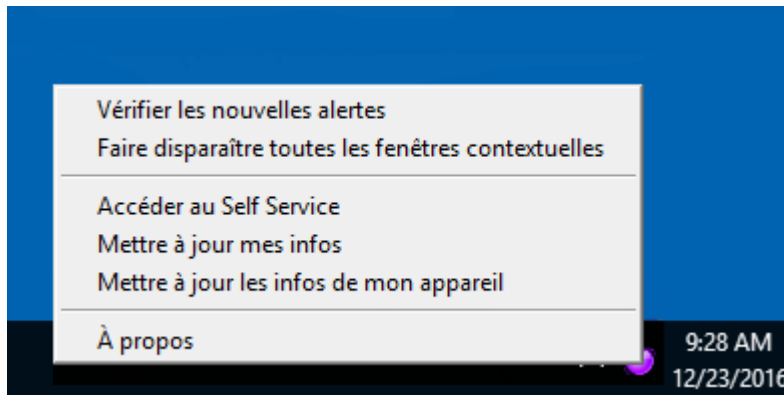 Vérifier les nouvelles alertes
Faire disparaître toutes les fenêtres contextuelles
Accéder au Self Service
Mettre à jour mes infos
Mettre à jour les infos de mon appareil
À propos
9:28 AM
12/23/2016